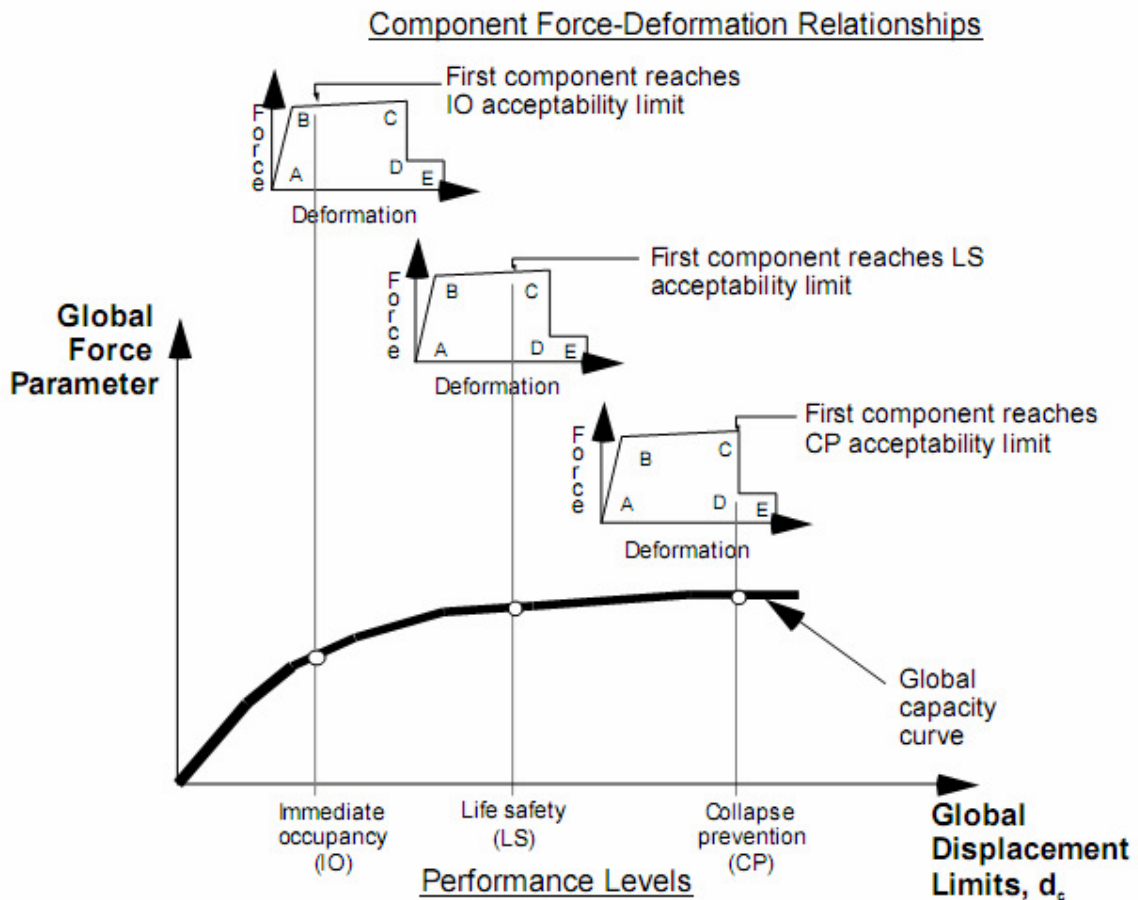 Component Force-Deformation Relationships
First component reaches
IO acceptability limit
Force
B
C
A
D
E
Deformation
First component reaches LS
acceptability limit
Force
B
C
A
D
E
Deformation
First component reaches
CP acceptability limit
Force
B
C
A
D
E
Deformation
Global
Force
Parameter
Global
capacity
curve
Immediate
occupancy
(IO)
Life safety
(LS)
Collapse
prevention
(CP)
Global
Displacement
Limits, d꜀
Performance Levels